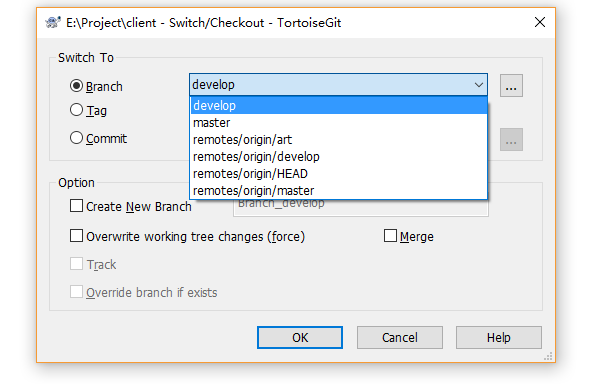 E:\Project\client - Switch/Checkout - TortoiseGit
Switch To
Branch
develop
...
develop
Tag
master
remotes/origin/art
Commit
...
remotes/origin/develop
remotes/origin/HEAD
remotes/origin/master
Option
Create New Branch
Branch_develop
Overwrite working tree changes (force)
Merge
Track
Override branch if exists
OK
Cancel
Help